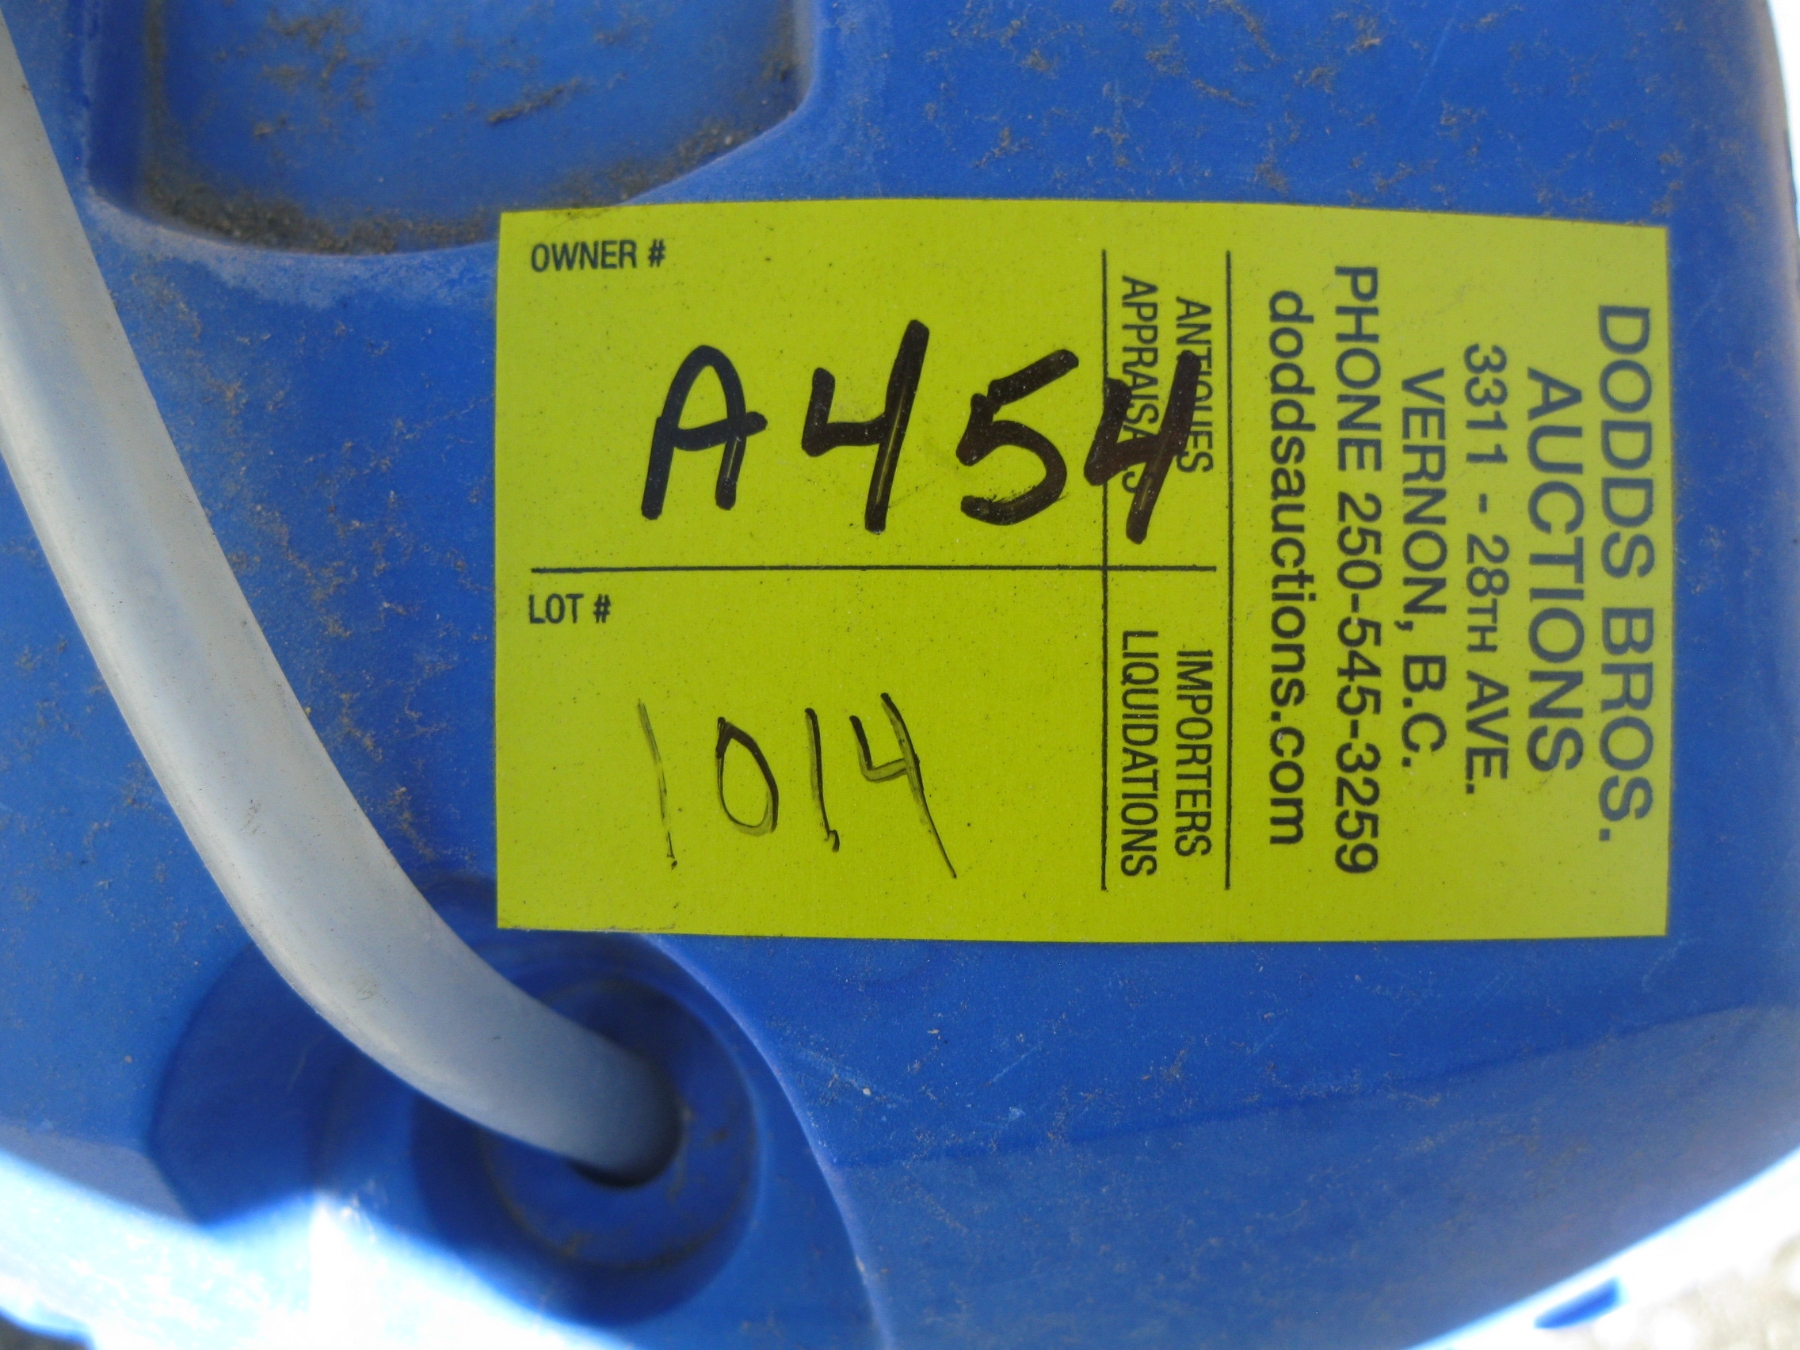 DODDS BROS.
AUCTIONS
3311 - 28TH AVE.
VERNON, B.C.
PHONE 250-545-3259
doddsauctions.com
ANTIQUES
APPRAISALS
IMPORTERS
LIQUIDATIONS
OWNER #
A454
LOT #
1014